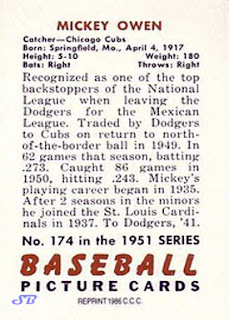 MICKEY OWEN
Catcher—Chicago Cubs
Born: Springfield, Mo., April 4, 1917
Height: 5-10 Weight: 180
Bats: Right Throws: Right
Recognized as one of the top
backstoppers of the National
League when leaving the
Dodgers for the Mexican
League. Traded by Dodgers
to Cubs on return to north-
of-the-border ball in 1949. In
62 games that season, batting
.273. Caught 86 games in
1950, hitting .243. Mickey's
playing career began in 1935.
After 2 seasons in the minors
he joined the St. Louis Cardi-
nals in 1937. To Dodgers, '41.
No. 174 in the 1951 SERIES
BASEBALL
PICTURE CARDS
SB
REPRINT 1986 C.C.C.